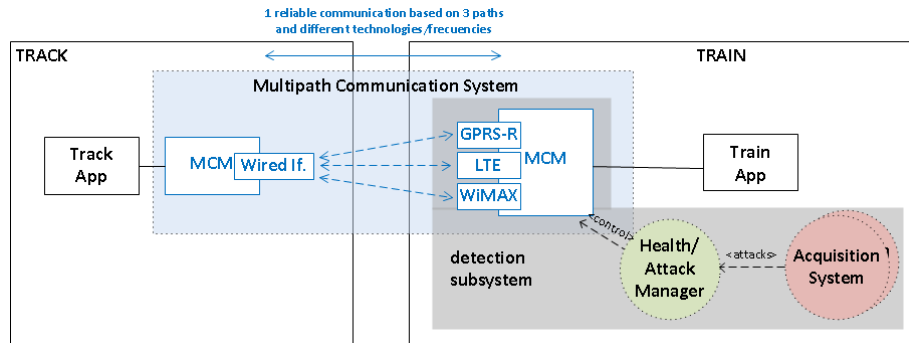 1 reliable communication based on 3 paths
and different technologies/frecuencies
TRACK
TRAIN
Multipath Communication System
GPRS-R
Track
App
MCM
Wired If.
LTE
MCM
Train
App
WiMAX
<control>
detection
subsystem
Health/
Attack
Manager
<attacks>
Acquisition
System